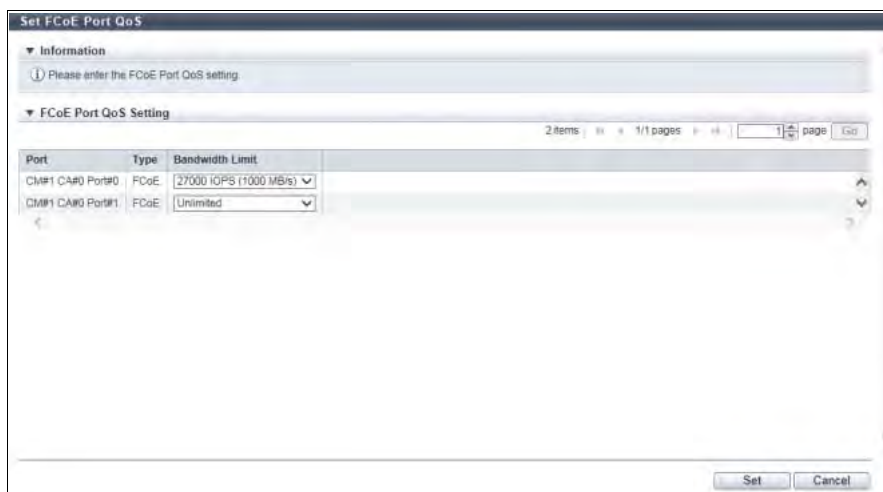 Set FCoE Port QoS
▼ Information
Please enter the FCoE Port QoS setting.
▼ FCoE Port QoS Setting
2 items 1/1 pages 1 page Go
Port Type Bandwidth Limit
CM#1 CA#0 Port#0 FCoE 27000 IOPS (1000 MB/s)
CM#1 CA#0 Port#1 FCoE Unlimited
Set Cancel